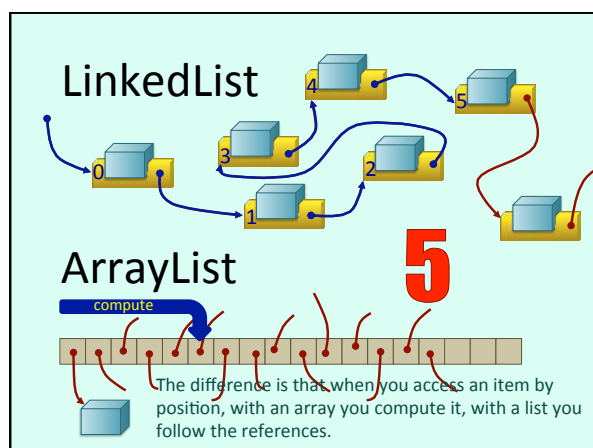 LinkedList
4
5
3
2
0
1
ArrayList
5
compute
The difference is that when you access an item by
position, with an array you compute it, with a list you
follow the references.